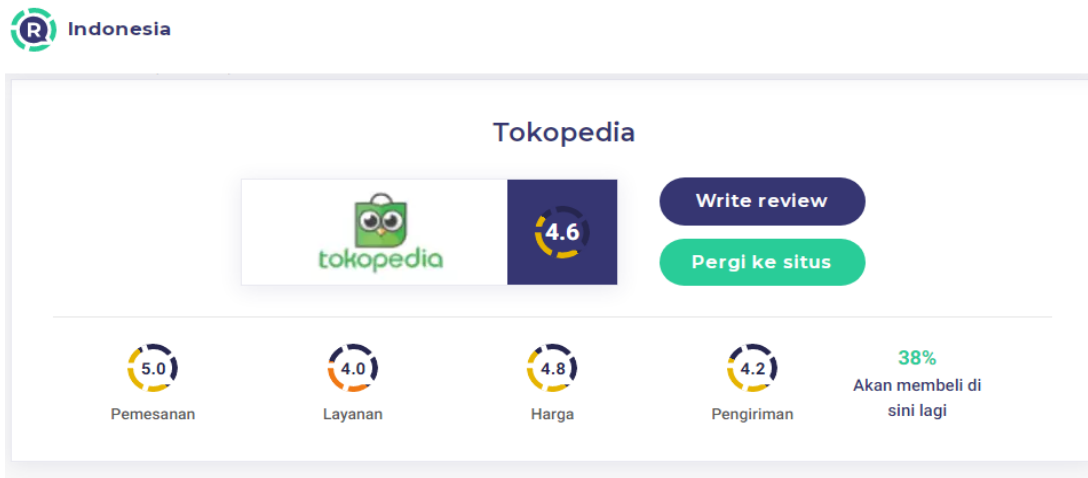 R Indonesia
Tokopedia
tokopedia
4.6
Write review
Pergi ke situs
5.0
Pemesanan
4.0
Layanan
4.8
Harga
4.2
Pengiriman
38%
Akan membeli di
sini lagi